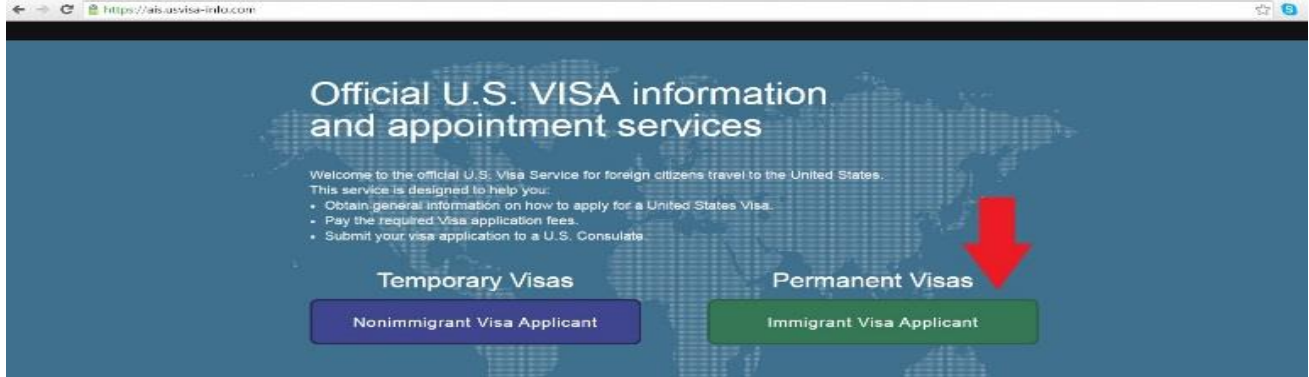 https://ais.usvisa-info.com
Official U.S. VISA information
and appointment services
Welcome to the official U.S. Visa Service for foreign citizens travel to the United States.
This service is designed to help you:
• Obtain general information on how to apply for a United States Visa.
• Pay the required Visa application fees.
• Submit your visa application to a U.S. Consulate.
Temporary Visas
Permanent Visas
Nonimmigrant Visa Applicant
Immigrant Visa Applicant